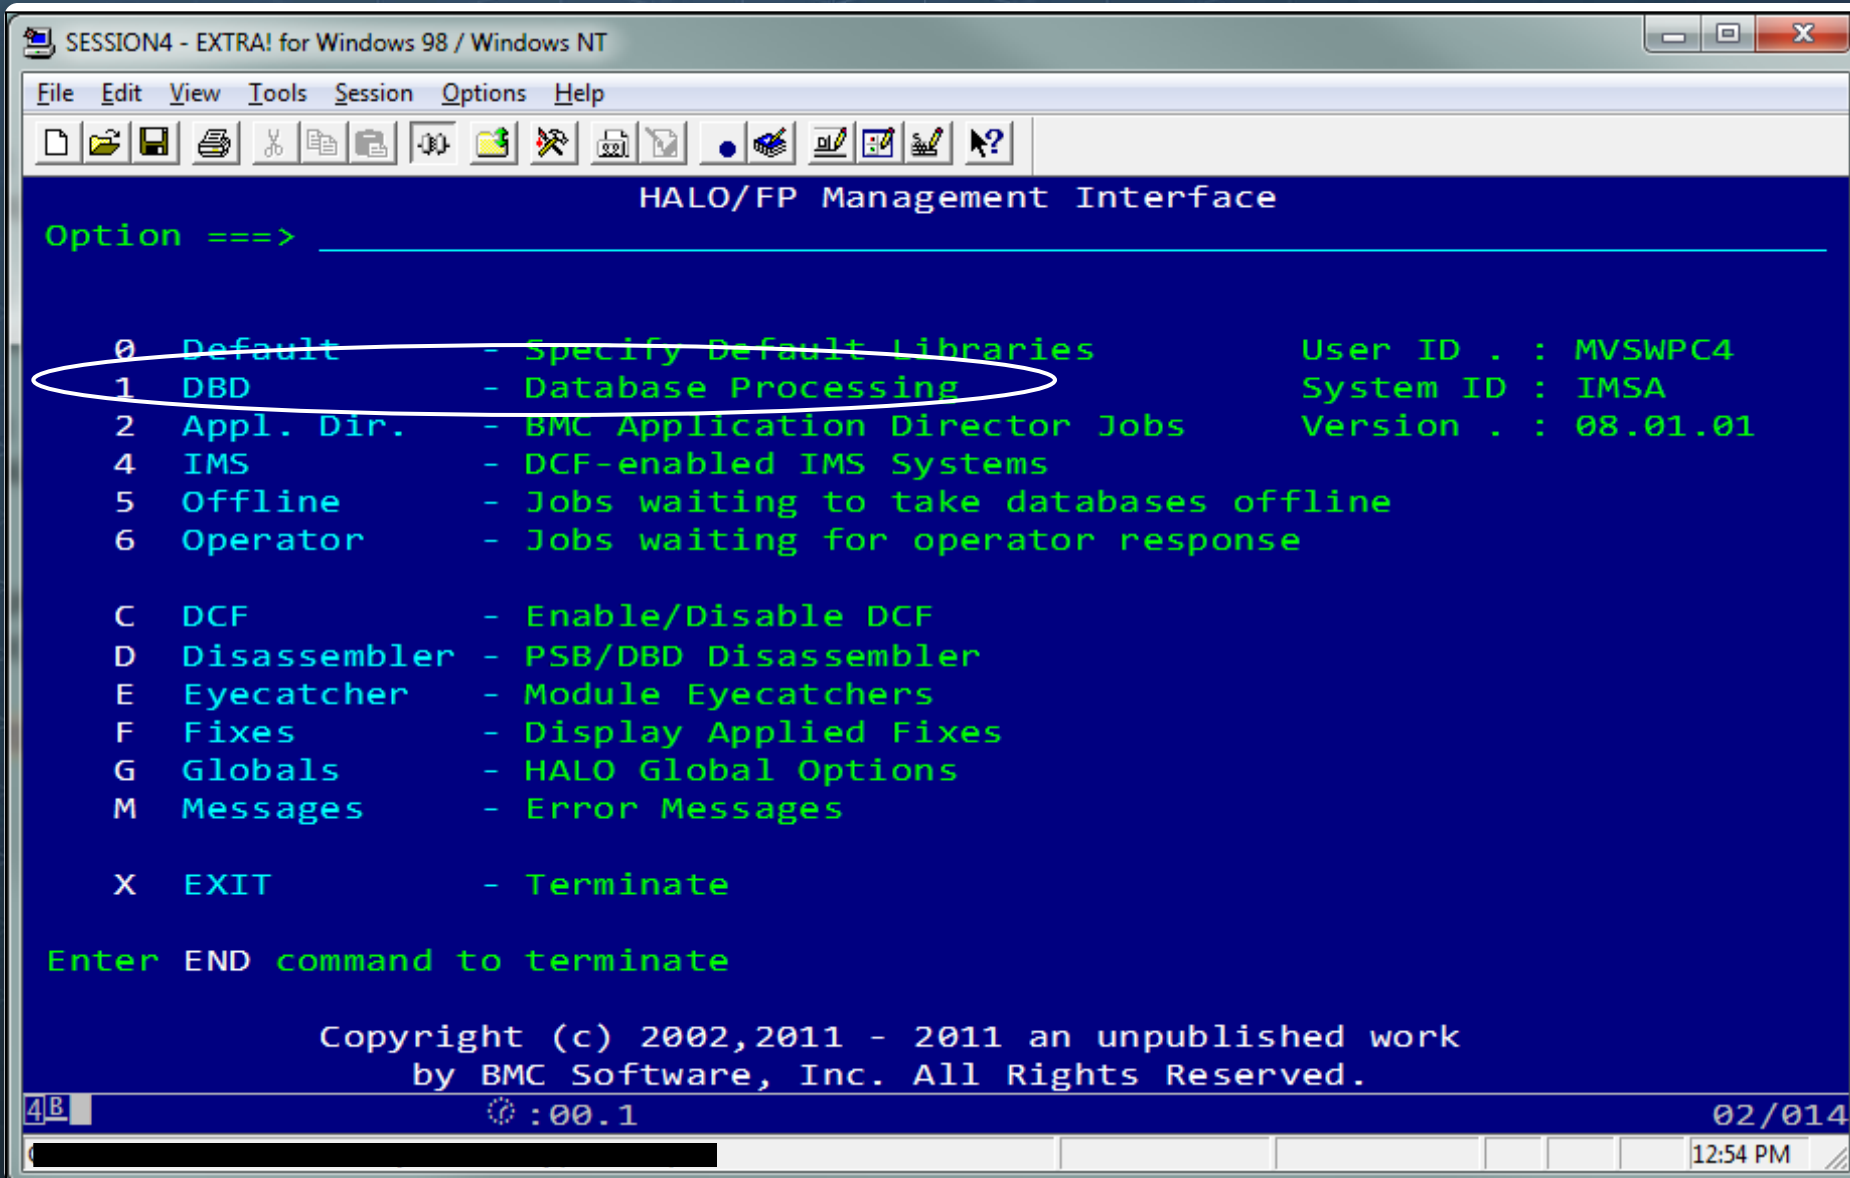 SESSION4 - EXTRA! for Windows 98 / Windows NT
File Edit View Tools Session Options Help
HALO/FP Management Interface
Option ===>
0 Default - Specify Default Libraries User ID . : MVSWPC4
1 DBD - Database Processing System ID : IMSA
2 Appl. Dir. - BMC Application Director Jobs Version . : 08.01.01
4 IMS - DCF-enabled IMS Systems
5 Offline - Jobs waiting to take databases offline
6 Operator - Jobs waiting for operator response
C DCF - Enable/Disable DCF
D Disassembler - PSB/DBD Disassembler
E Eyecatcher - Module Eyecatchers
F Fixes - Display Applied Fixes
G Globals - HALO Global Options
M Messages - Error Messages
X EXIT - Terminate
Enter END command to terminate
Copyright (c) 2002,2011 - 2011 an unpublished work
by BMC Software, Inc. All Rights Reserved.
4B :00.1 02/014
12:54 PM